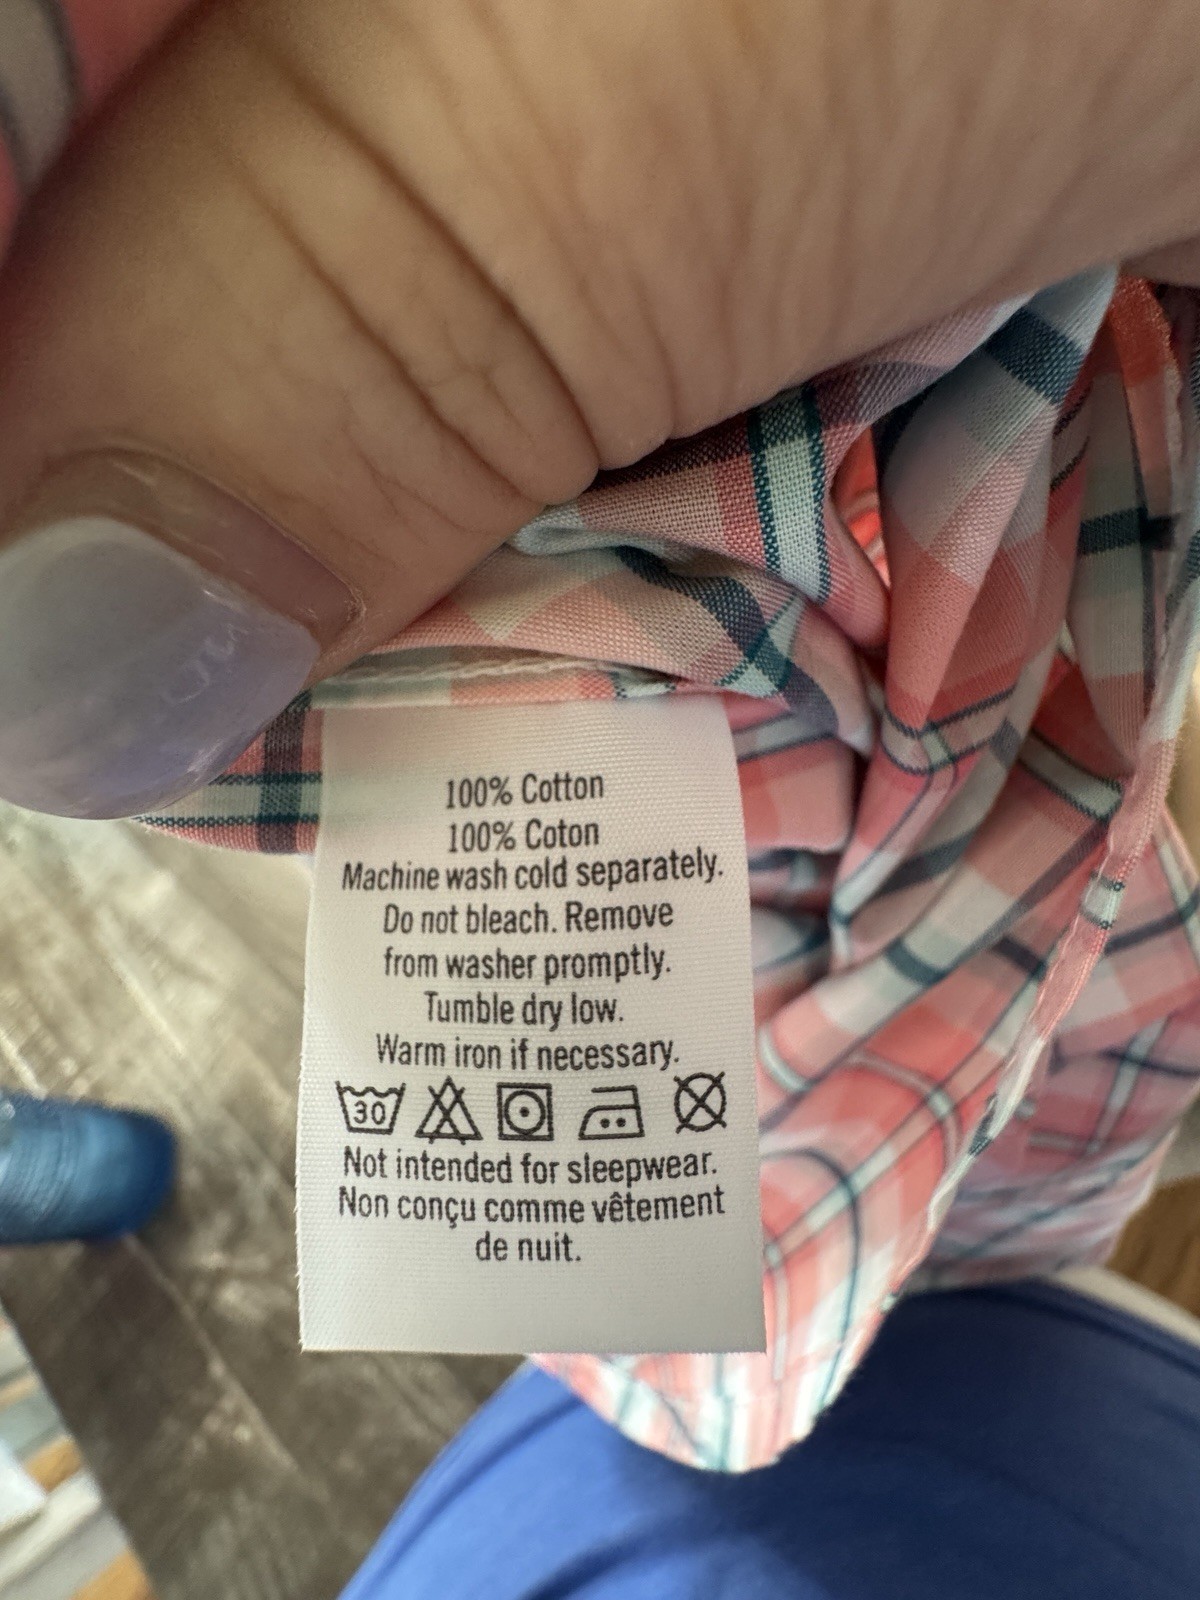 100% Cotton
100% Coton
Machine wash cold separately.
Do not bleach. Remove
from washer promptly.
Tumble dry low.
Warm iron if necessary.
30
Not intended for sleepwear.
Non conçu comme vêtement
de nuit.